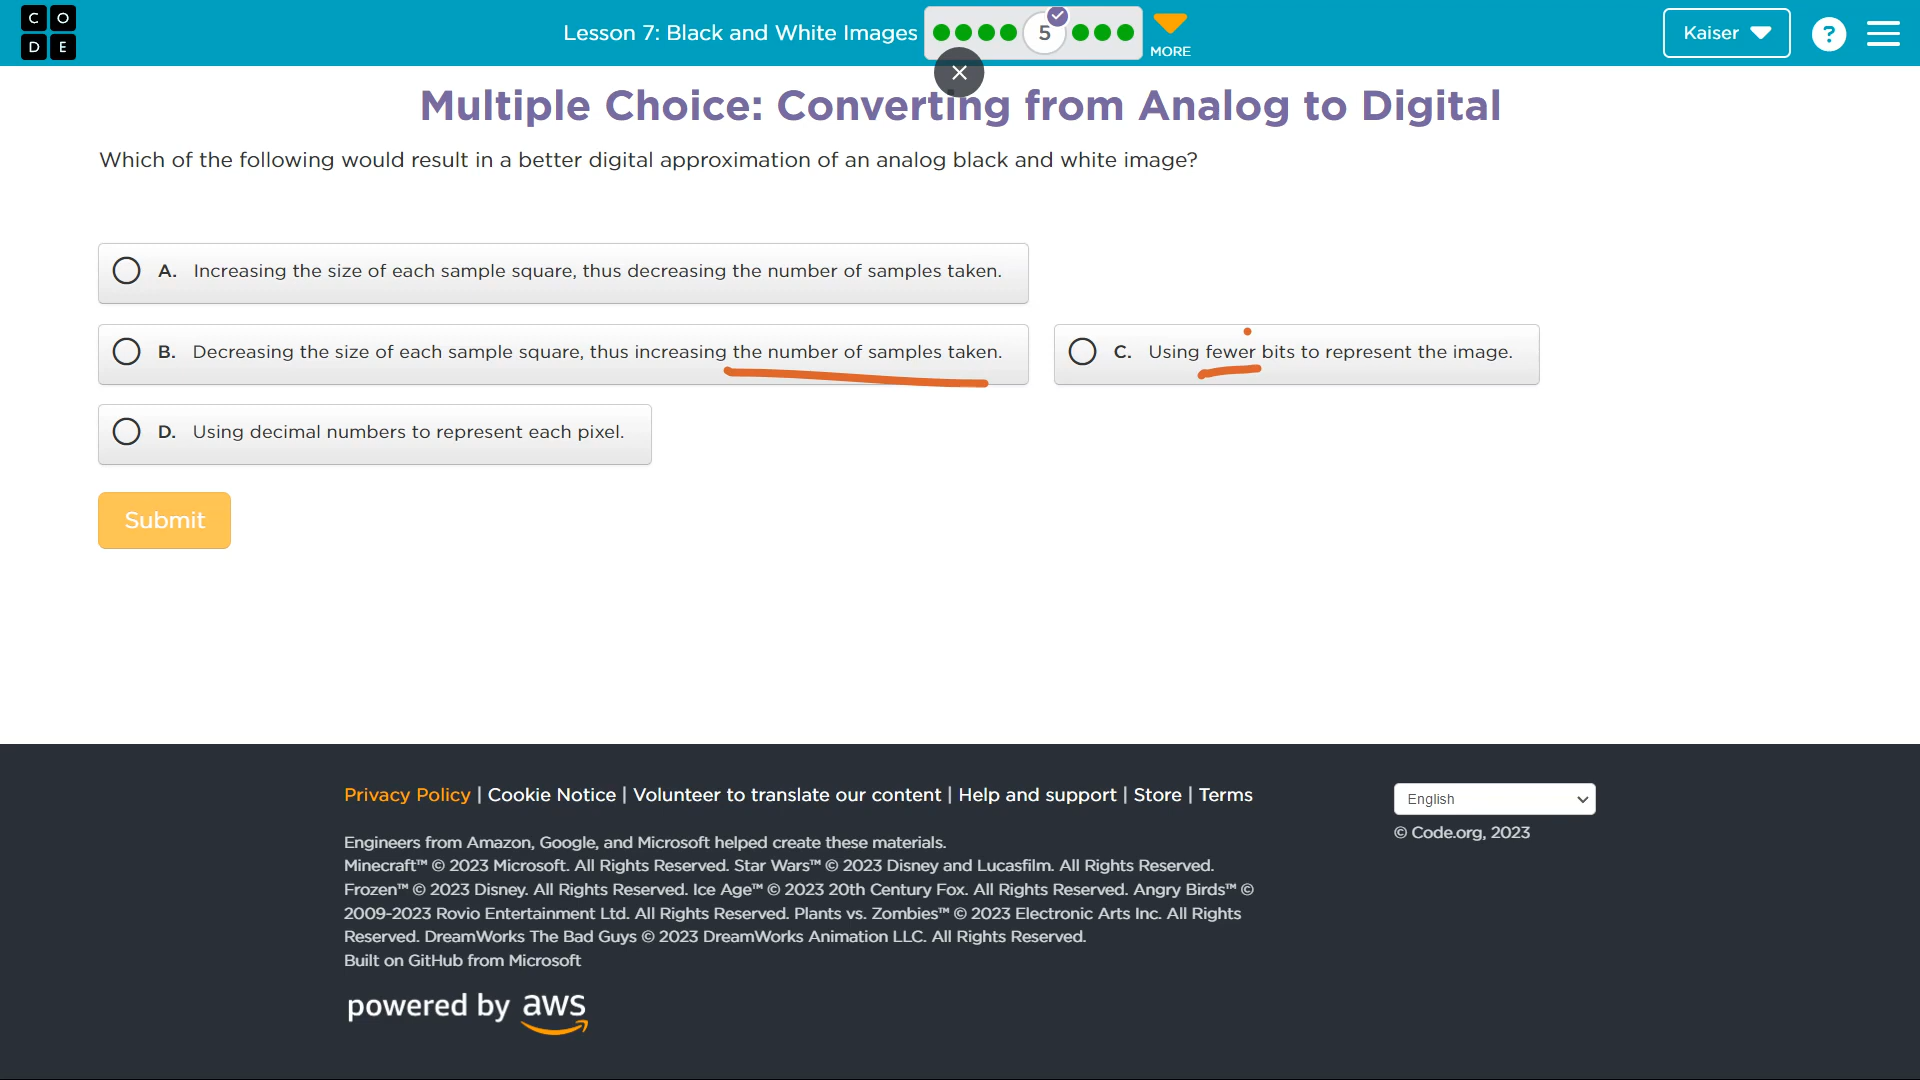 CODE
Lesson 7: Black and White Images
5
MORE
Kaiser
?
Multiple Choice: Converting from Analog to Digital
Which of the following would result in a better digital approximation of an analog black and white image?
A. Increasing the size of each sample square, thus decreasing the number of samples taken.
B. Decreasing the size of each sample square, thus increasing the number of samples taken.
C. Using fewer bits to represent the image.
D. Using decimal numbers to represent each pixel.
Submit
Privacy Policy | Cookie Notice | Volunteer to translate our content | Help and support | Store | Terms
English
© Code.org, 2023
Engineers from Amazon, Google, and Microsoft helped create these materials.
Minecraft™ © 2023 Microsoft. All Rights Reserved. Star Wars™ © 2023 Disney and Lucasfilm. All Rights Reserved.
Frozen™ © 2023 Disney. All Rights Reserved. Ice Age™ © 2023 20th Century Fox. All Rights Reserved. Angry Birds™ ©
2009-2023 Rovio Entertainment Ltd. All Rights Reserved. Plants vs. Zombies™ © 2023 Electronic Arts Inc. All Rights
Reserved. DreamWorks The Bad Guys © 2023 DreamWorks Animation LLC. All Rights Reserved.
Built on GitHub from Microsoft
powered by aws